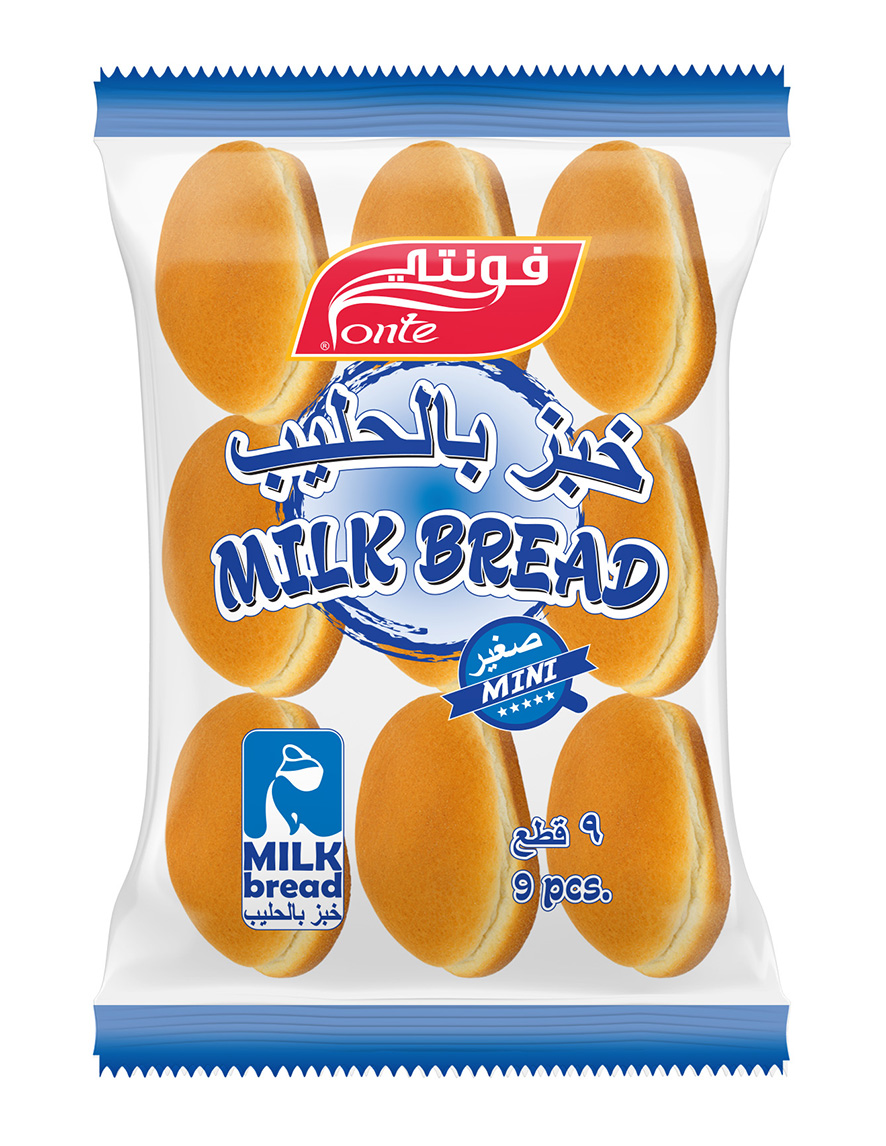 فونتي
Fonte
®
خبز بالحليب
MILK BREAD
صغير
MINI
MILK
bread
خبز بالحليب
٩ قطع
9 pcs.